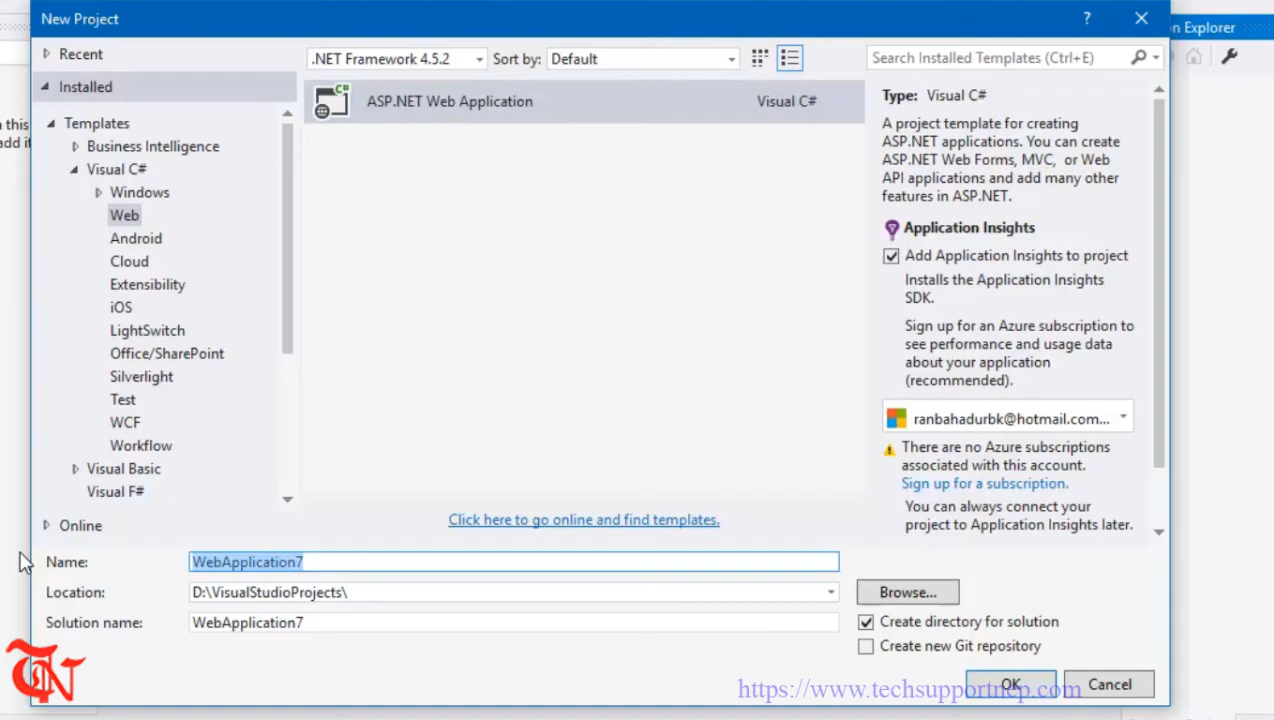 New Project
?
n Explorer
Recent
.NET Framework 4.5.2
Sort by:
Default
Search Installed Templates (Ctrl+E)
Installed
n this
add it
Templates
Business Intelligence
Visual C#
Windows
Web
Android
Cloud
Extensibility
iOS
LightSwitch
Office/SharePoint
Silverlight
Test
WCF
Workflow
Visual Basic
Visual F#
Online
C#
ASP.NET Web Application
Visual C#
Click here to go online and find templates.
Type: Visual C#
A project template for creating
ASP.NET applications. You can create
ASP.NET Web Forms, MVC, or Web
API applications and add many other
features in ASP.NET.
Application Insights
Add Application Insights to project
Installs the Application Insights
SDK.
Sign up for an Azure subscription to
see performance and usage data
about your application
(recommended).
ranbahadurbk@hotmail.com...
There are no Azure subscriptions
associated with this account.
Sign up for a subscription.
You can always connect your
project to Application Insights later.
Name:
WebApplication7
Location:
D:\VisualStudioProjects\
Browse...
Solution name:
WebApplication7
Create directory for solution
Create new Git repository
OK
Cancel
TSN
https://www.techsupportnep.com